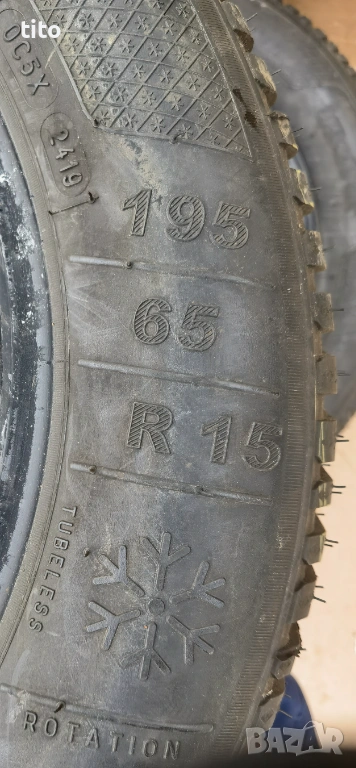 tito
0C5X
2419
195
65
R 15
TUBELESS
ROTATION
BAZAR